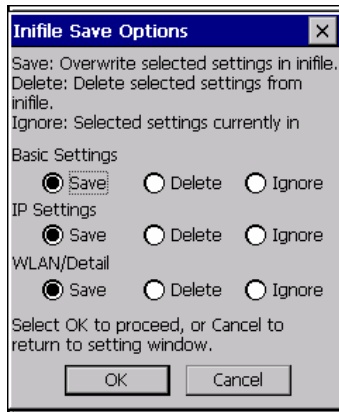 Inifile Save Options
Save: Overwrite selected settings in inifile.
Delete: Delete selected settings from
inifile.
Ignore: Selected settings currently in
Basic Settings
Save Delete Ignore
IP Settings
Save Delete Ignore
WLAN/Detail
Save Delete Ignore
Select OK to proceed, or Cancel to
return to setting window.
OK Cancel